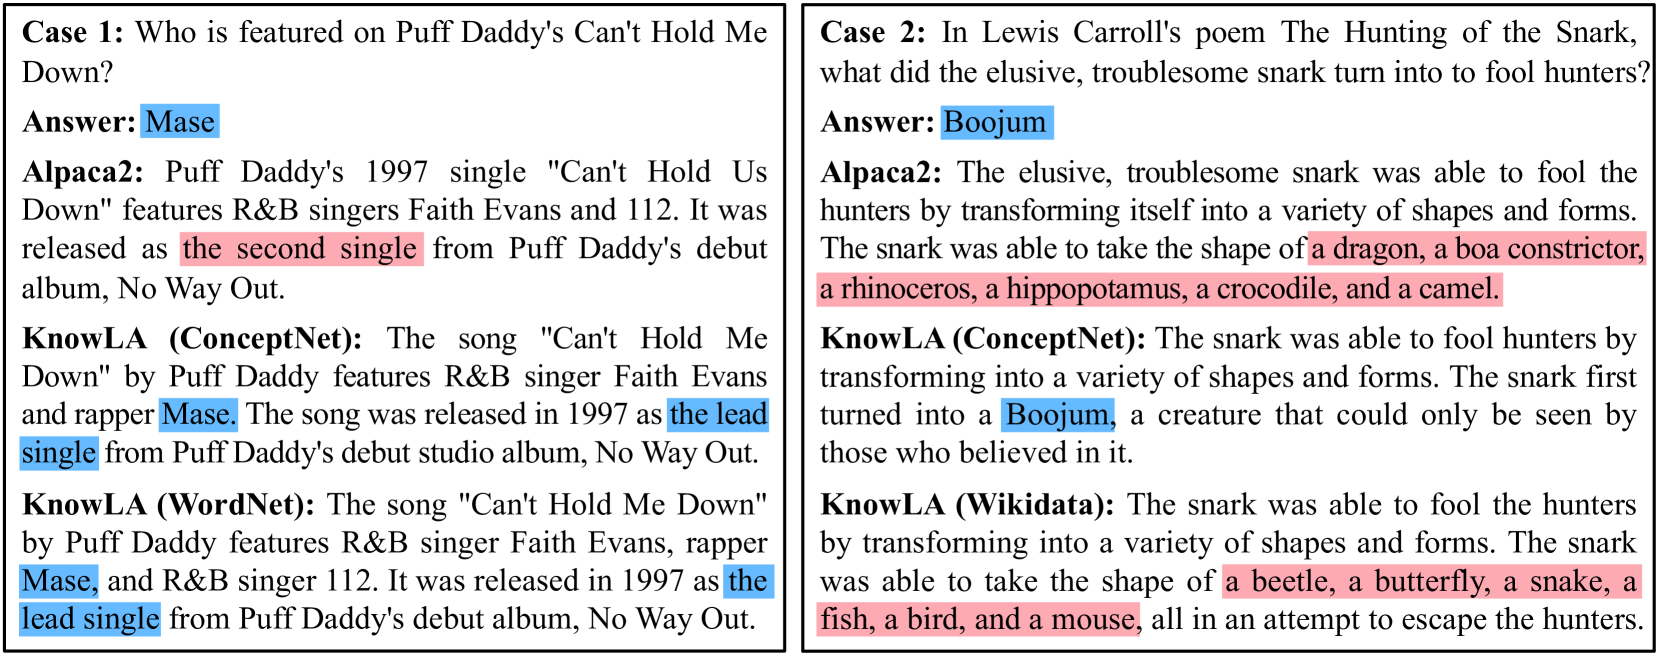 Case 1: Who is featured on Puff Daddy's Can't Hold Me
Down?
Answer: Mase
Alpaca2: Puff Daddy's 1997 single "Can't Hold Us
Down" features R&B singers Faith Evans and 112. It was
released as the second single from Puff Daddy's debut
album, No Way Out.
KnowLA (ConceptNet): The song "Can't Hold Me
Down" by Puff Daddy features R&B singer Faith Evans
and rapper Mase. The song was released in 1997 as the lead
single from Puff Daddy's debut studio album, No Way Out.
KnowLA (WordNet): The song "Can't Hold Me Down"
by Puff Daddy features R&B singer Faith Evans, rapper
Mase, and R&B singer 112. It was released in 1997 as the
lead single from Puff Daddy's debut album, No Way Out.
Case 2: In Lewis Carroll's poem The Hunting of the Snark,
what did the elusive, troublesome snark turn into to fool hunters?
Answer: Boojum
Alpaca2: The elusive, troublesome snark was able to fool the
hunters by transforming itself into a variety of shapes and forms.
The snark was able to take the shape of a dragon, a boa constrictor,
a rhinoceros, a hippopotamus, a crocodile, and a camel.
KnowLA (ConceptNet): The snark was able to fool hunters by
transforming into a variety of shapes and forms. The snark first
turned into a Boojum, a creature that could only be seen by
those who believed in it.
KnowLA (Wikidata): The snark was able to fool the hunters
by transforming into a variety of shapes and forms. The snark
was able to take the shape of a beetle, a butterfly, a snake, a
fish, a bird, and a mouse, all in an attempt to escape the hunters.